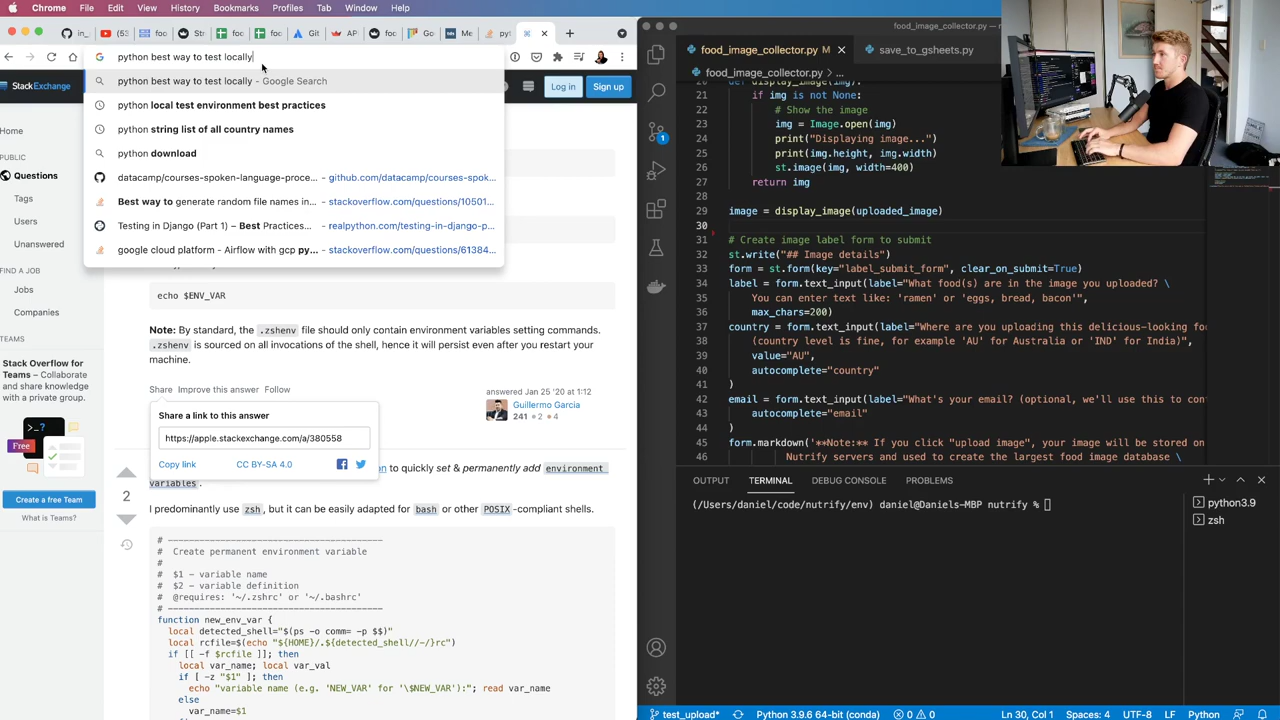 Chrome File Edit View History Bookmarks Profiles Tab Window Help
python best way to test locally
python best way to test locally - Google Search
python local test environment best practices
python string list of all country names
python download
datacamp/courses-spoken-language-proce... - github.com/datacamp/courses-spok...
Best way to generate random file names in... - stackoverflow.com/questions/10501...
Testing in Django (Part 1) – Best Practices... - realpython.com/testing-in-django-p...
google cloud platform - Airflow with gcp py... - stackoverflow.com/questions/61384...
StackExchange
Log in
Sign up
Home
PUBLIC
Questions
Tags
Users
Unanswered
FIND A JOB
Jobs
Companies
TEAMS
Stack Overflow for
Teams – Collaborate
and share knowledge
with a private group.
Free
Create a free Team
What is Teams?
echo $ENV_VAR
Note: By standard, the .zshenv file should only contain environment variables setting commands.
.zshenv is sourced on all invocations of the shell, hence it will persist even after you restart your
machine.
Share Improve this answer Follow
answered Jan 25 '20 at 1:12
Guillermo Garcia
241 2 4
Share a link to this answer
https://apple.stackexchange.com/a/380558
Copy link
CC BY-SA 4.0
to quickly set & permanently add environment
variables.
2
I predominantly use zsh, but it can be easily adapted for bash or other POSIX-compliant shells.
# Create permanent environment variable
#
# $1 - variable name
# $2 - variable definition
# @requires: '~/.zshrc' or '~/.bashrc'
function new_env_var {
local detected_shell="$(ps -o comm= -p $$)"
local rcfile=$(echo "${HOME}/.${detected_shell//-/}rc")
if [[ -f $rcfile ]]; then
local var_name; local var_val
if [ -z "$1" ]; then
echo "variable name (e.g. 'NEW_VAR' for '\$NEW_VAR'):"; read var_name
else
var_name=$1
food_image_collector.py
food_image_collector.py M
save_to_gsheets.py
food_image_collector.py > ...
21 if img is not None:
22 # Show the image
23 img = Image.open(img)
24 print("Displaying image...")
25 print(img.height, img.width)
26 st.image(img, width=400)
27 return img
28
29 image = display_image(uploaded_image)
30
31 # Create image label form to submit
32 st.write("## Image details")
33 form = st.form(key="label_submit_form", clear_on_submit=True)
34 label = form.text_input(label="What food(s) are in the image you uploaded? \
35 You can enter text like: 'ramen' or 'eggs, bread, bacon'",
36 max_chars=200)
37 country = form.text_input(label="Where are you uploading this delicious-looking fo
38 (country level is fine, for example 'AU' for Australia or 'IND' for India)",
39 value="AU",
40 autocomplete="country"
41 )
42 email = form.text_input(label="What's your email? (optional, we'll use this to con
43 autocomplete="email"
44 )
45 form.markdown('**Note:** If you click "upload image", your image will be stored on
46 Nutrify servers and used to create the largest food image database \
OUTPUT TERMINAL DEBUG CONSOLE PROBLEMS
(/Users/daniel/code/nutrify/env) daniel@Daniels-MBP nutrify %
python3.9
zsh
test_upload* Python 3.9.6 64-bit (conda) 0 0 Ln 30, Col 1 Spaces: 4 UTF-8 LF Python